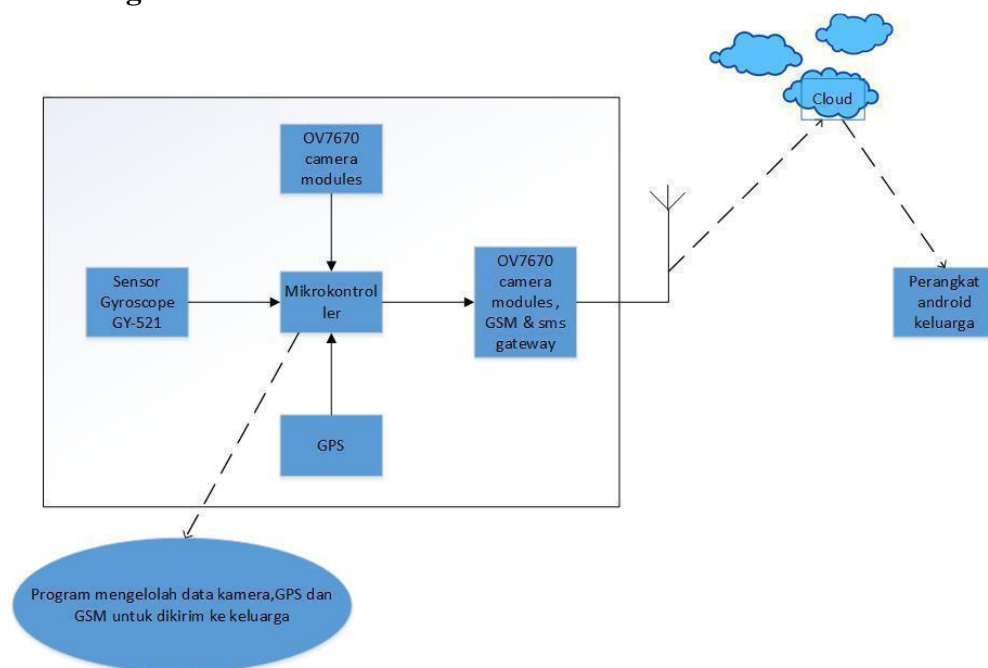 OV7670
camera
modules
Cloud
Sensor
Gyroscope
GY-521
Mikrokontrol
ler
OV7670
camera
modules ,
GSM & sms
gateway
Perangkat
android
keluarga
GPS
Program mengelolah data kamera,GPS dan
GSM untuk dikirim ke keluarga